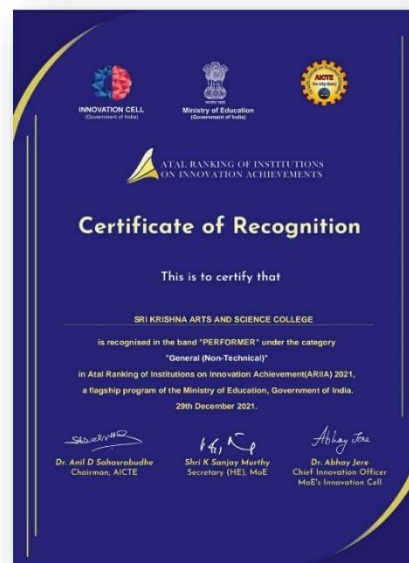 INNOVATION CELL
(Government of India)
Ministry of Education
(Government of India)
AICTE
ATAL RANKING OF INSTITUTIONS
ON INNOVATION ACHIEVEMENTS
Certificate of Recognition
This is to certify that
SRI KRISHNA ARTS AND SCIENCE COLLEGE
is recognised in the band "PERFORMER" under the category
"General (Non-Technical)"
in Atal Ranking of Institutions on Innovation Achievement(ARIIA) 2021,
a flagship program of the Ministry of Education, Government of India.
29th December 2021.
Abhay Jere
Dr. Anil D Sahasrabudhe
Chairman, AICTE
Shri K Sanjay Murthy
Secretary (HE), MoE
Dr. Abhay Jere
Chief Innovation Officer
MoE's Innovation Cell